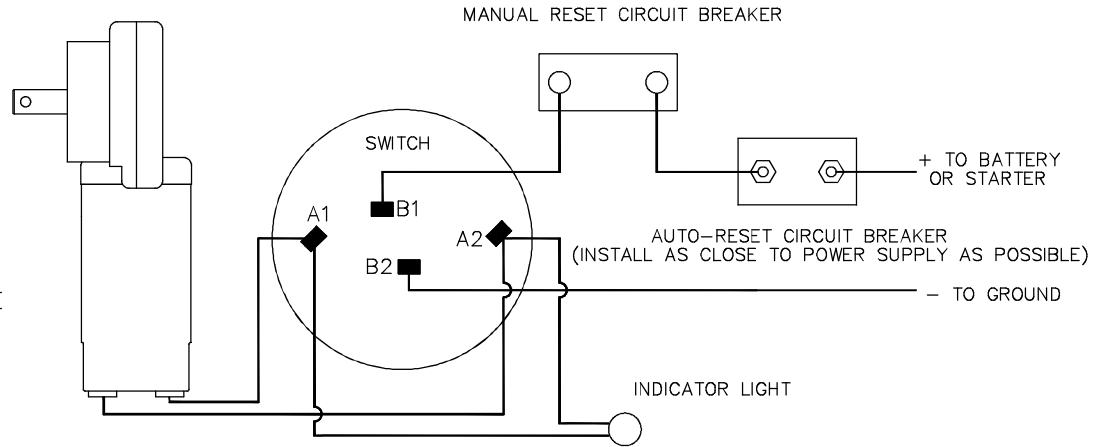 MANUAL RESET CIRCUIT BREAKER
SWITCH
+ TO BATTERY
OR STARTER
B1
A1
A2
AUTO-RESET CIRCUIT BREAKER
(INSTALL AS CLOSE TO POWER SUPPLY AS POSSIBLE)
B2
- TO GROUND
INDICATOR LIGHT